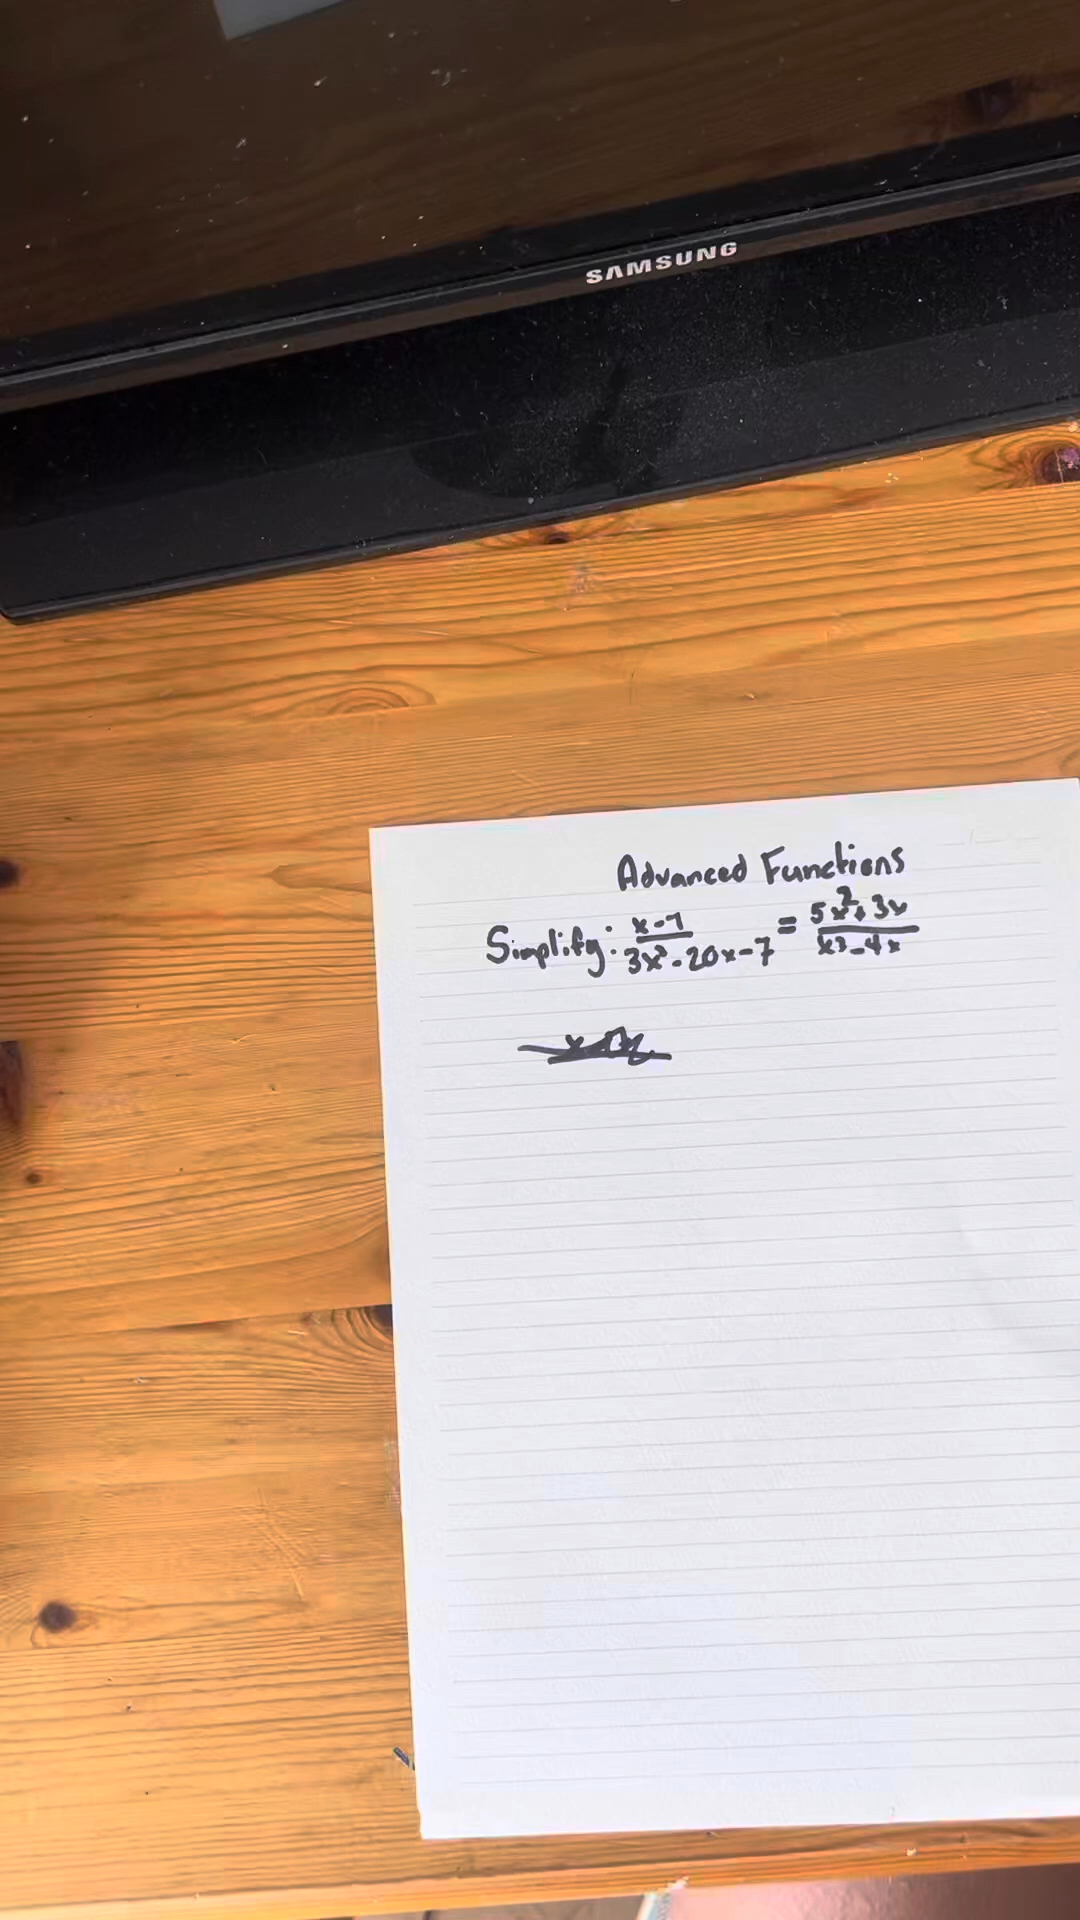 SAMSUNG
Advanced Functions
Simplify: x-7/3x²-20x-7 = 5x²+3x/x³-4x